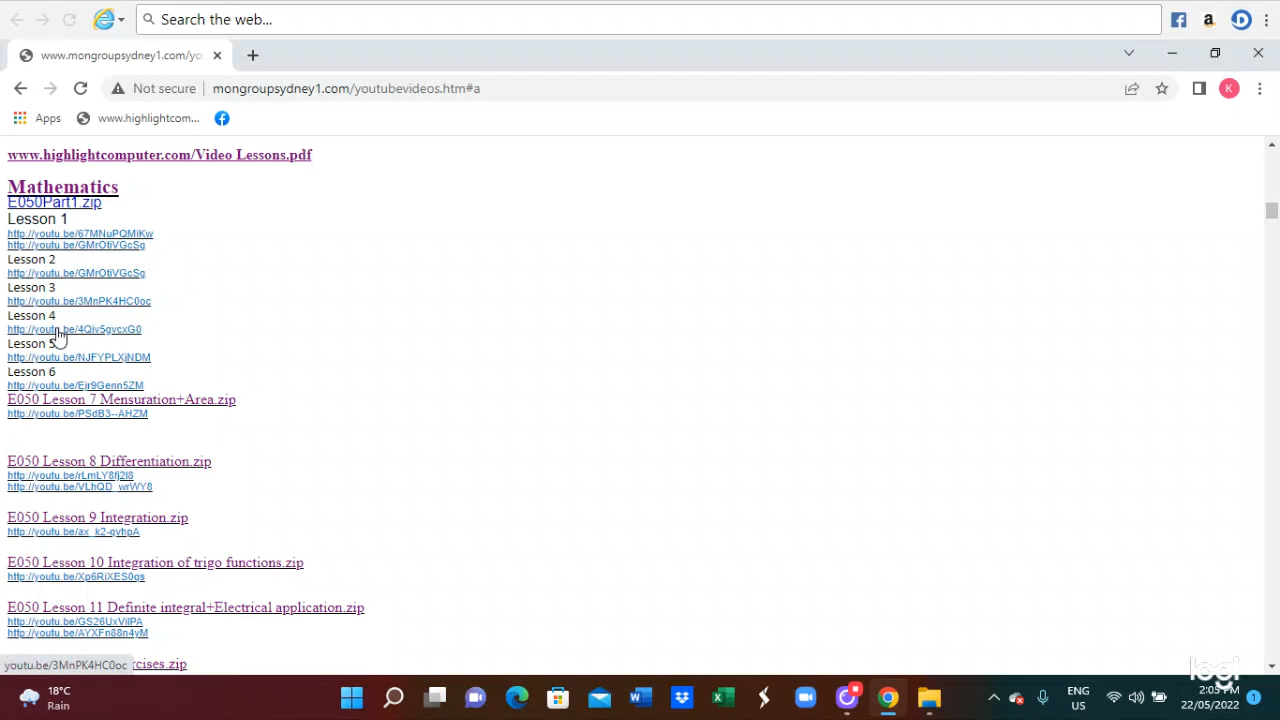 Search the web...
www.mongroupsydney1.com/yo
Not secure
mongroupsydney1.com/youtubevideos.htm#a
K
Apps
www.highlightcom...
www.highlightcomputer.com/Video Lessons.pdf
Mathematics
E050Part1.zip
Lesson 1
http://youtu.be/67MNuPQMiKw
http://youtu.be/GMrOtiVGcSg
Lesson 2
http://youtu.be/GMrOtiVGcSg
Lesson 3
http://youtu.be/3MnPK4HC0oc
Lesson 4
http://youtu.be/4Qiv5gvcxG0
Lesson 5
http://youtu.be/NJFYPLXjNDM
Lesson 6
http://youtu.be/Ejr9Genn5ZM
E050 Lesson 7 Mensuration+Area.zip
http://youtu.be/PSdB3--AHZM
E050 Lesson 8 Differentiation.zip
http://youtu.be/rLmLY8fj2I8
http://youtu.be/VLhQD_wrWY8
E050 Lesson 9 Integration.zip
http://youtu.be/ax_k2-qvhpA
E050 Lesson 10 Integration of trigo functions.zip
http://youtu.be/Xp6RiXES0qs
E050 Lesson 11 Definite integral+Electrical application.zip
http://youtu.be/GS26UxViIPA
http://youtu.be/AYXFn88n4yM
youtu.be/3MnPK4HC0oc
rcises.zip
logi
18°C
Rain
ENG
US
2:05 PM
22/05/2022
1